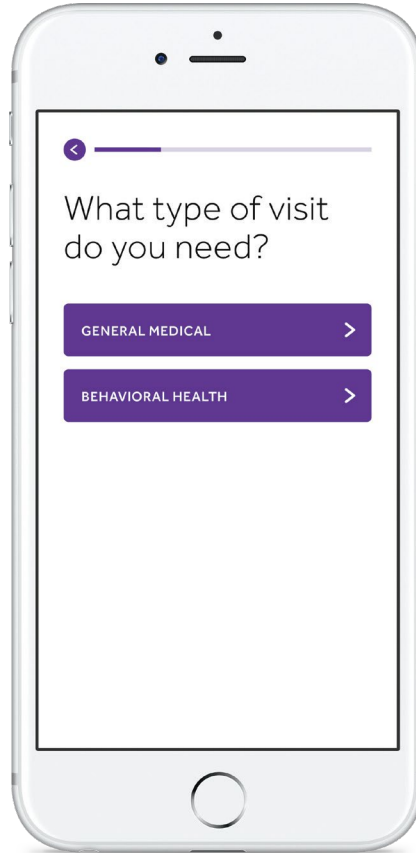 What type of visit
do you need?
GENERAL MEDICAL
BEHAVIORAL HEALTH